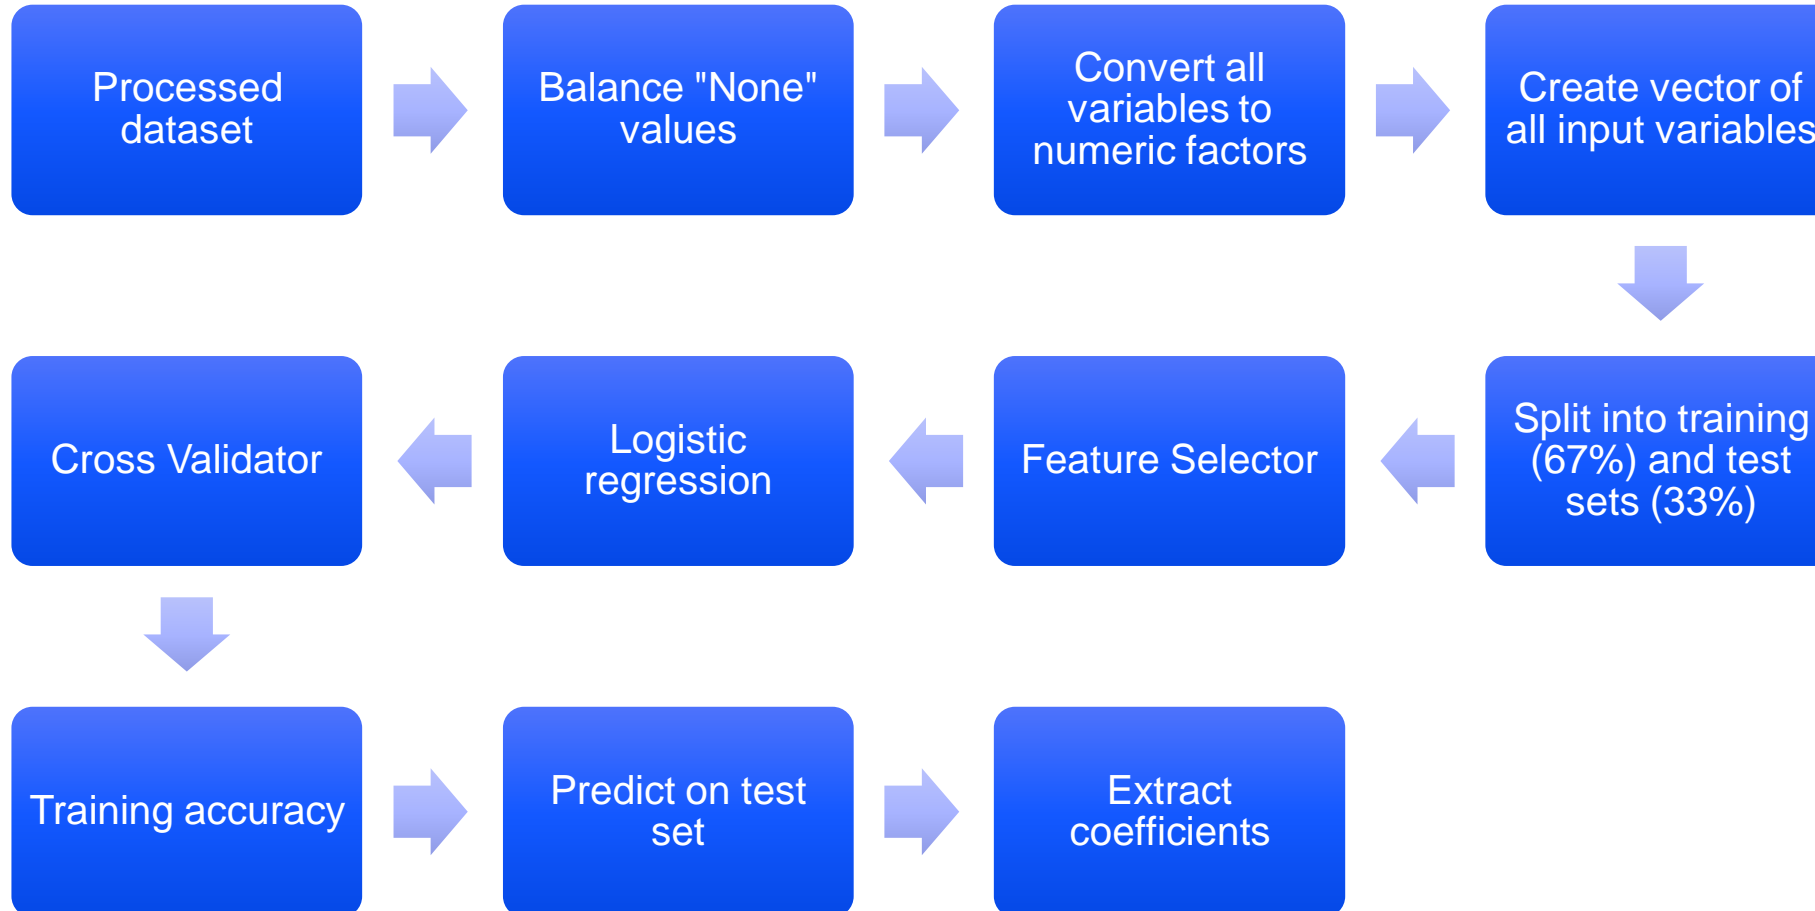 Processed
dataset
Balance "None"
values
Convert all
variables to
numeric factors
Create vector of
all input variables
Split into training
(67%) and test
sets (33%)
Feature Selector
Logistic
regression
Cross Validator
Training accuracy
Predict on test
set
Extract
coefficients